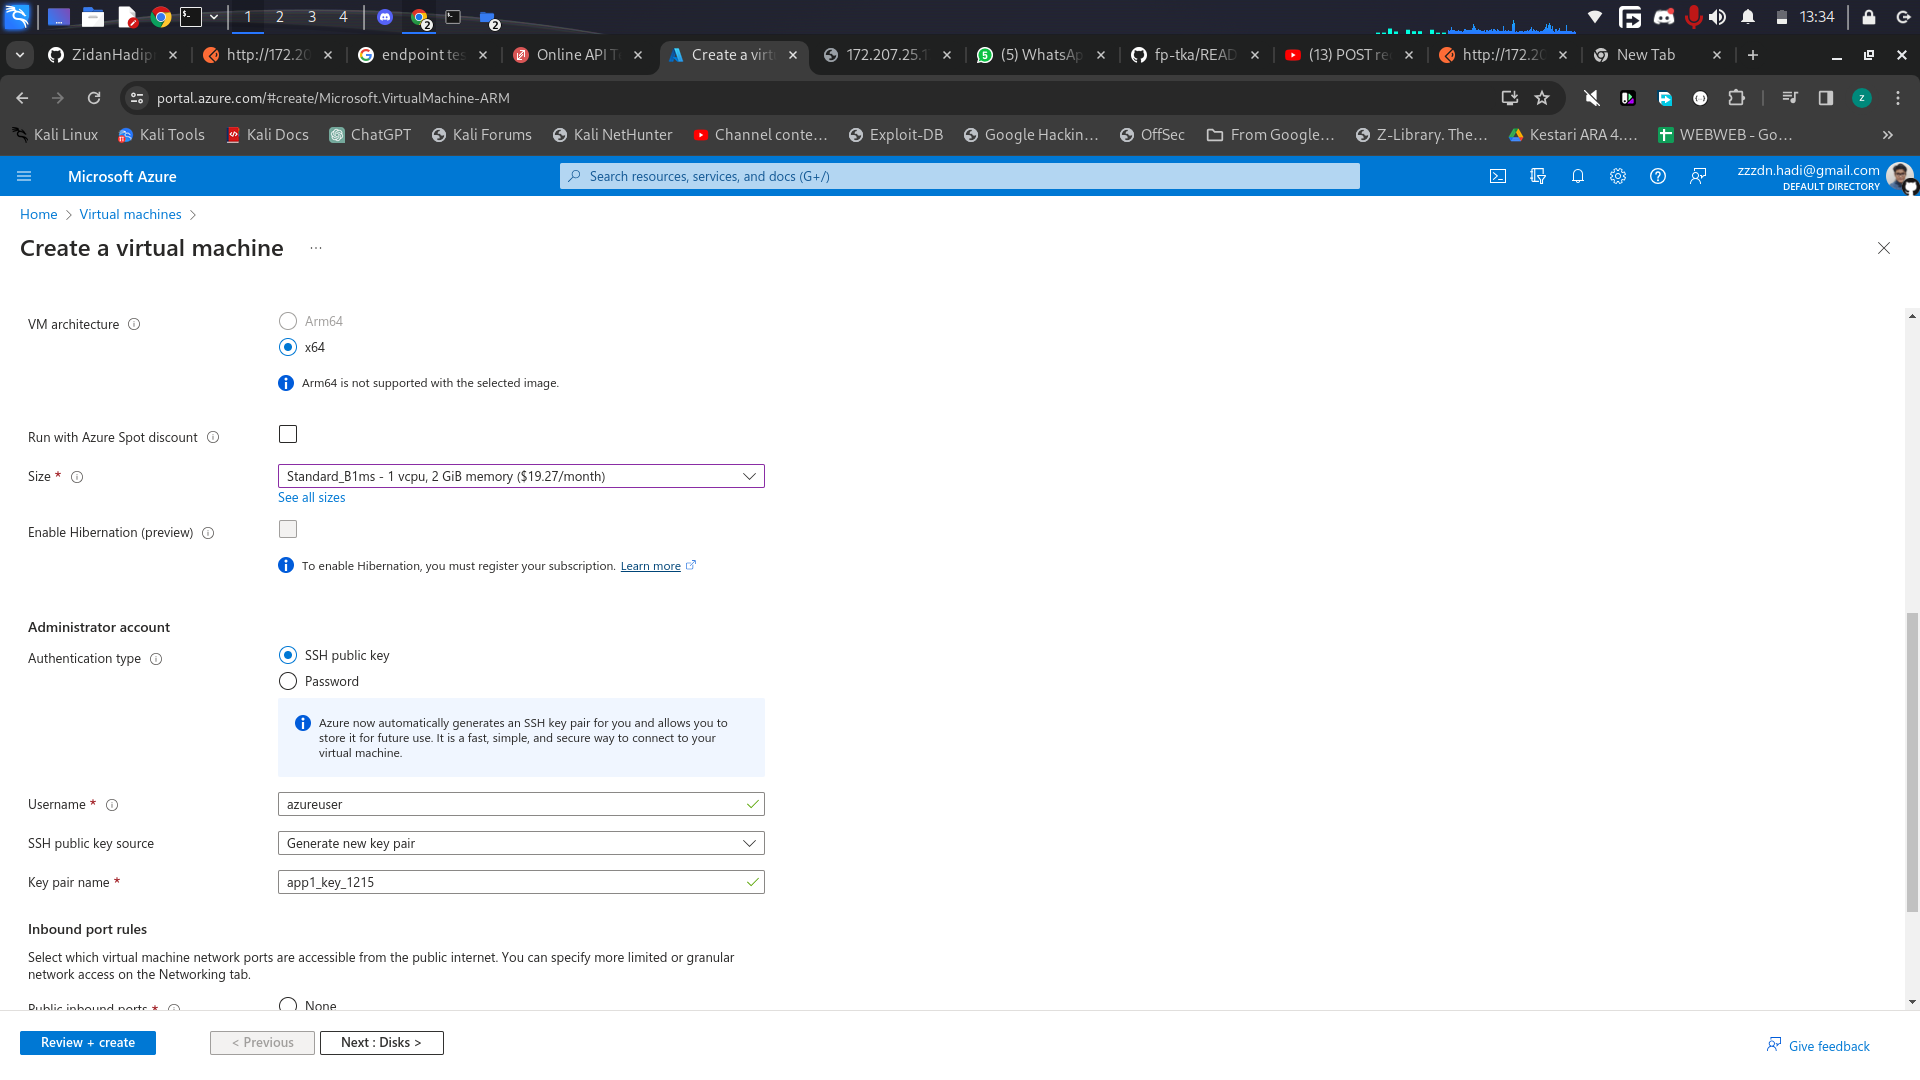 1 2 3 4 2 2 13:34
ZidanHadip
http://172.20
endpoint tes
Online API T
Create a virt
172.207.25.1
(5) WhatsAp
fp-tka/READ
(13) POST re
http://172.20
New Tab
portal.azure.com/#create/Microsoft.VirtualMachine-ARM
z
Kali Linux
Kali Tools
Kali Docs
ChatGPT
Kali Forums
Kali NetHunter
Channel conte…
Exploit-DB
Google Hackin…
OffSec
From Google…
Z-Library. The…
Kestari ARA 4.…
WEBWEB - Go…
Microsoft Azure
Search resources, services, and docs (G+/)
zzzdn.hadi@gmail.com
DEFAULT DIRECTORY
Home > Virtual machines >
Create a virtual machine ...
VM architecture
Arm64
x64
Arm64 is not supported with the selected image.
Run with Azure Spot discount
Size *
Standard_B1ms - 1 vcpu, 2 GiB memory ($19.27/month)
See all sizes
Enable Hibernation (preview)
To enable Hibernation, you must register your subscription. Learn more
Administrator account
Authentication type
SSH public key
Password
Azure now automatically generates an SSH key pair for you and allows you to
store it for future use. It is a fast, simple, and secure way to connect to your
virtual machine.
Username *
azureuser
SSH public key source
Generate new key pair
Key pair name *
app1_key_1215
Inbound port rules
Select which virtual machine network ports are accessible from the public internet. You can specify more limited or granular
network access on the Networking tab.
Public inbound ports *
None
Review + create
< Previous
Next : Disks >
Give feedback